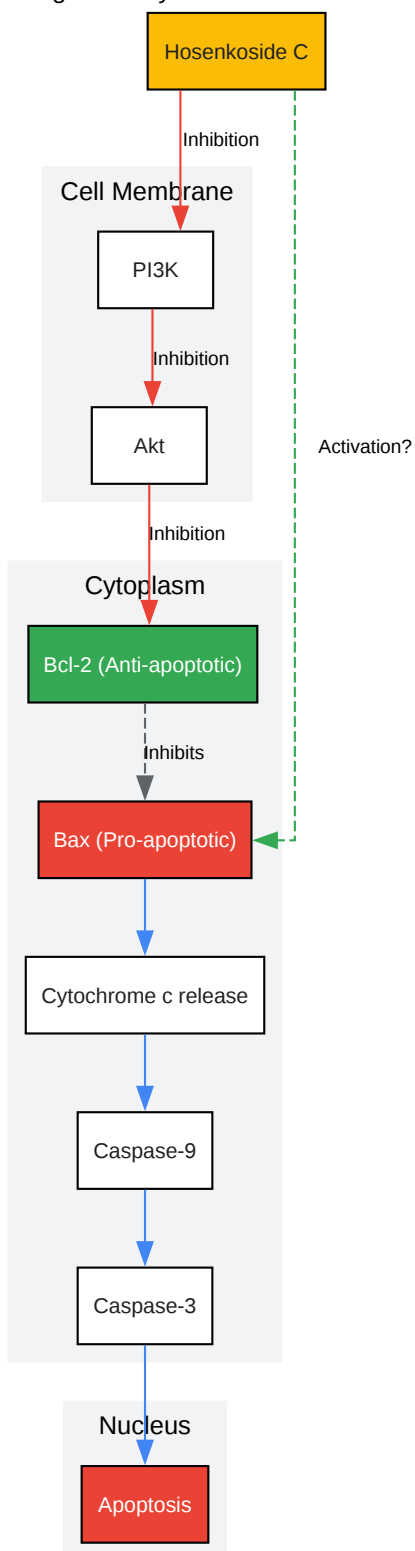 Hosenkoside C
Inhibition
Cell Membrane
PI3K
Inhibition
Akt
Activation?
Inhibition
Cytoplasm
Bcl-2 (Anti-apoptotic)
Inhibits
Bax (Pro-apoptotic)
Cytochrome c release
Caspase-9
Caspase-3
Nucleus
Apoptosis